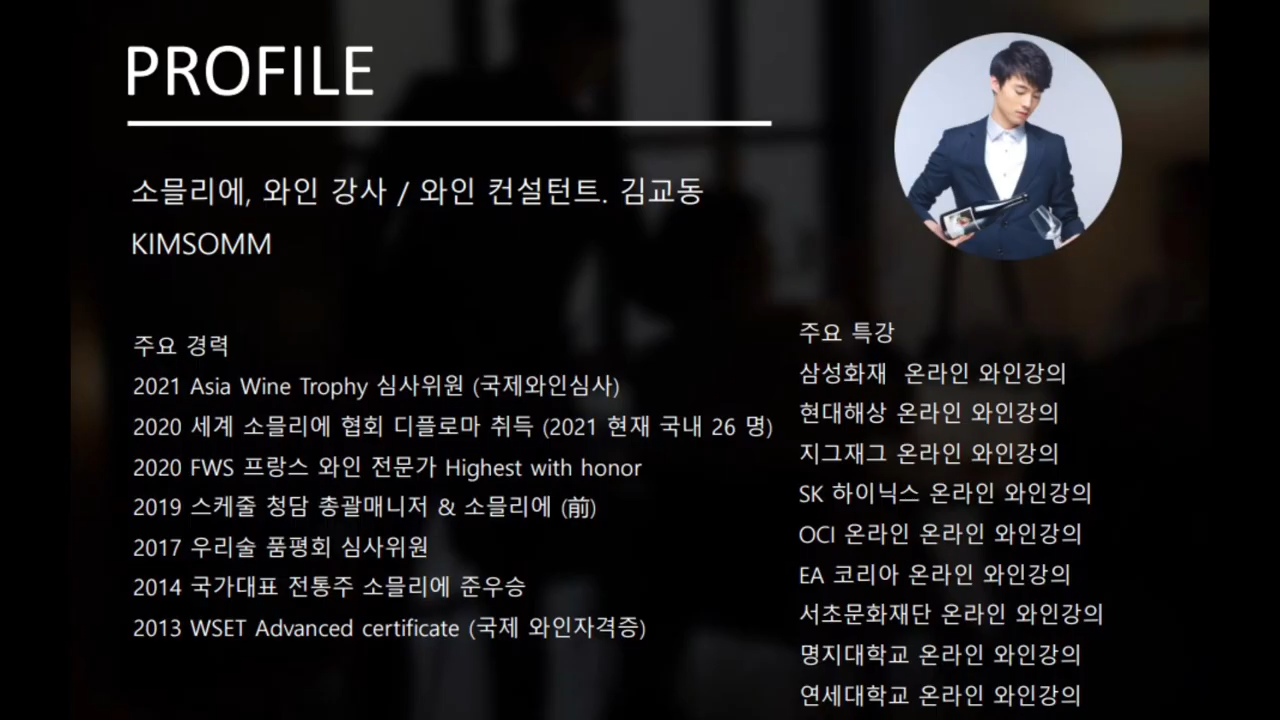 PROFILE
소믈리에, 와인 강사 / 와인 컨설턴트. 김교동
KIMSOMM
주요 경력
2021 Asia Wine Trophy 심사위원 (국제와인심사)
2020 세계 소믈리에 협회 디플로마 취득 (2021 현재 국내 26 명)
2020 FWS 프랑스 와인 전문가 Highest with honor
2019 스케줄 청담 총괄매니저 & 소믈리에 (前)
2017 우리술 품평회 심사위원
2014 국가대표 전통주 소믈리에 준우승
2013 WSET Advanced certificate (국제 와인자격증)
주요 특강
삼성화재 온라인 와인강의
현대해상 온라인 와인강의
지그재그 온라인 와인강의
SK 하이닉스 온라인 와인강의
OCI 온라인 온라인 와인강의
EA 코리아 온라인 와인강의
서초문화재단 온라인 와인강의
명지대학교 온라인 와인강의
연세대학교 온라인 와인강의